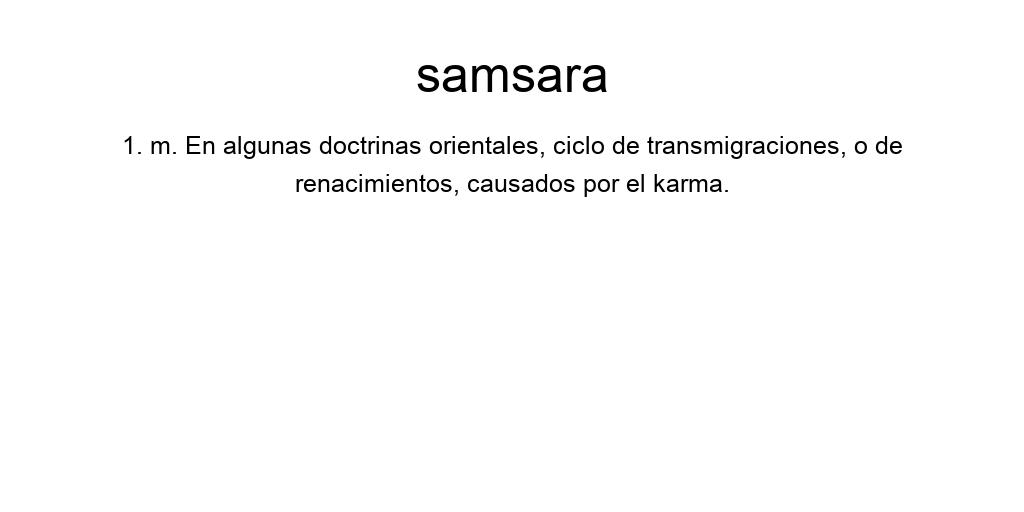 samsara
1. m. En algunas doctrinas orientales, ciclo de transmigraciones, o de
renacimientos, causados por el karma.